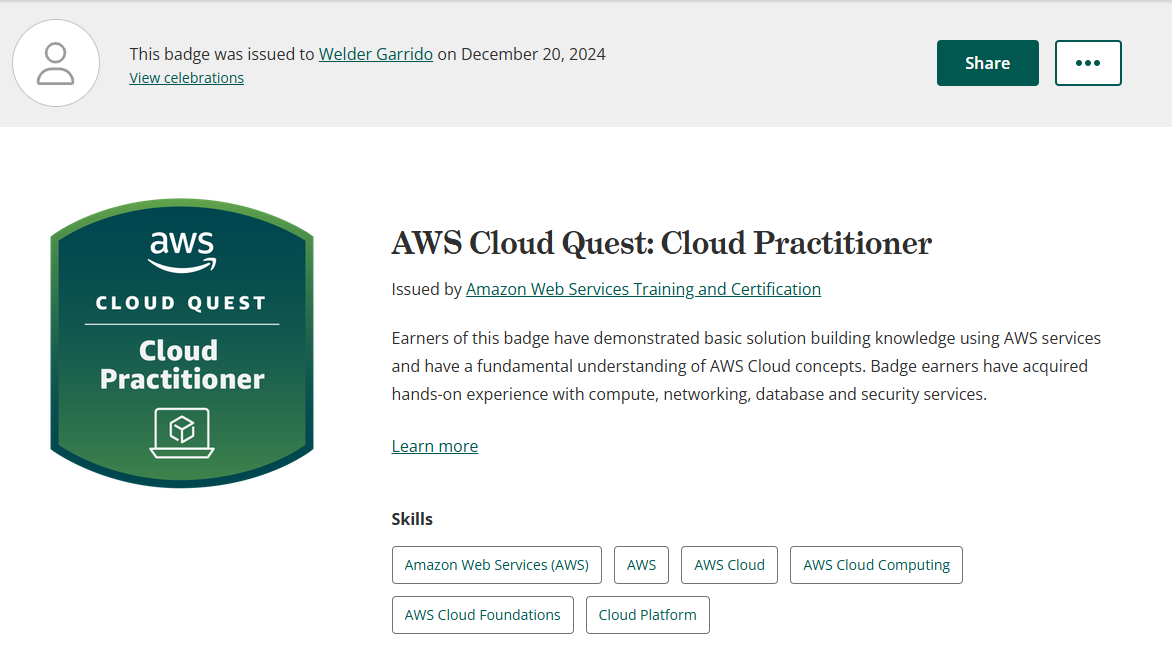 This badge was issued to Welder Garrido on December 20, 2024
View celebrations
Share
•••
aws
CLOUD QUEST
Cloud
Practitioner
AWS Cloud Quest: Cloud Practitioner
Issued by Amazon Web Services Training and Certification
Earners of this badge have demonstrated basic solution building knowledge using AWS services
and have a fundamental understanding of AWS Cloud concepts. Badge earners have acquired
hands-on experience with compute, networking, database and security services.
Learn more
Skills
Amazon Web Services (AWS) AWS AWS Cloud AWS Cloud Computing
AWS Cloud Foundations Cloud Platform